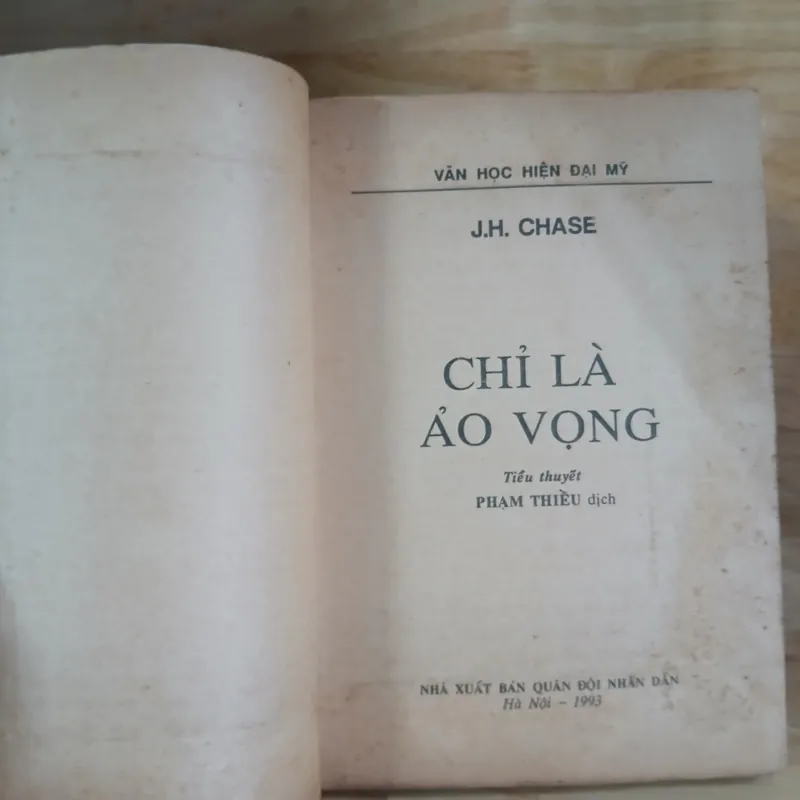 VĂN HỌC HIỆN ĐẠI MỸ
J.H. CHASE
CHỈ LÀ
ẢO VỌNG
Tiểu thuyết
PHẠM THIỀU dịch
NHÀ XUẤT BẢN QUÂN ĐỘI NHÂN DÂN
Hà Nội - 1993